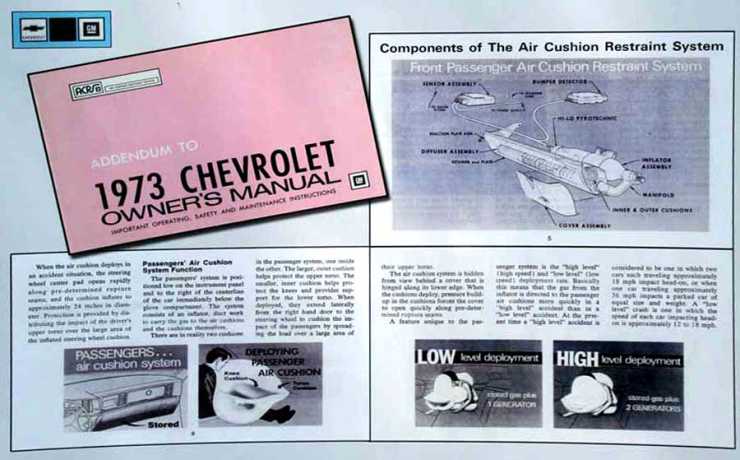 CHEVROLET
GM
ACRS
ADDENDUM TO
1973 CHEVROLET
OWNER'S MANUAL
IMPORTANT OPERATING, SAFETY AND MAINTENANCE INSTRUCTIONS
GM
Components of The Air Cushion Restraint System
Front Passenger Air Cushion Restraint System
SENSOR ASSEMBLY
BUMPER DETECTOR
HI-LO PYROTECHNIC
REACTION PLATE ASM
DIFFUSER ASSEMBLY
INFLATOR
ASSEMBLY
MANIFOLD
INNER & OUTER CUSHIONS
COVER ASSEMBLY
5
When the air cushion deploys in
an accident situation, the steering
wheel center pad opens rapidly
along pre-determined rupture
seams, and the cushion inflates to
approximately 24 inches in diam-
eter. Protection is provided by dis-
tributing the impact of the driver's
upper torso over the large area of
the inflated steering wheel cushion.
Passengers' Air Cushion
System Function
The passengers' system is posi-
tioned low on the instrument panel
and to the right of the centerline
of the car immediately below the
glove compartment. The system
consists of an inflator, duct work
to carry the gas to the air cushions
and the cushions themselves.
There are in reality two cushions
in the passenger system, one inside
the other. The larger, outer cushion
helps protect the upper torso. The
smaller, inner cushion helps pro-
tect the knees and provides sup-
port for the lower torso. When
deployed, they extend laterally
from the right hand door to the
steering wheel to cushion the im-
pact of the passengers by spread-
ing the load over a large area of
PASSENGERS...
air cushion system
Stored
DEPLOYING
PASSENGER
AIR CUSHION
Knee
Cushion
Torso
Cushion
6
their upper torso.
The air cushion system is hidden
from view behind a cover that is
hinged along its lower edge. When
the cushions deploy, pressure build-
up in the cushions forces the cover
to open quickly along pre-deter-
mined rupture seams.
A feature unique to the pas-
senger system is the "high level"
(high speed) and "low level" (low
speed) deployment rate. Basically
this means that the gas from the
inflator is directed to the passenger
air cushions more quickly in a
"high level" accident than in a
"low level" accident. At the pres-
ent time a "high level" accident is
considered to be one in which two
cars each traveling approximately
18 mph impact head-on, or when
one car traveling approximately
36 mph impacts a parked car of
equal size and weight. A "low
level" crash is one in which the
speed of each car impacting head-
on is approximately 12 to 18 mph.
LOW level deployment
stored gas plus
1 GENERATOR
HIGH level deployment
stored gas plus
2 GENERATORS